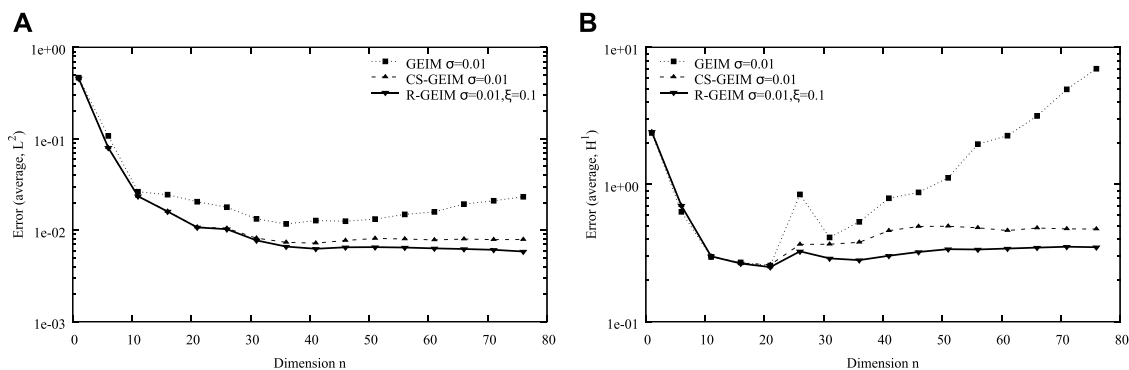 A
1e+00
1e-01
1e-02
1e-03
Error (average, L²)
GEIM σ=0.01
CS-GEIM σ=0.01
R-GEIM σ=0.01,ξ=0.1
0 10 20 30 40 50 60 70 80
Dimension n
B
1e+01
1e+00
1e-01
Error (average, H¹)
GEIM σ=0.01
CS-GEIM σ=0.01
R-GEIM σ=0.01,ξ=0.1
0 10 20 30 40 50 60 70 80
Dimension n